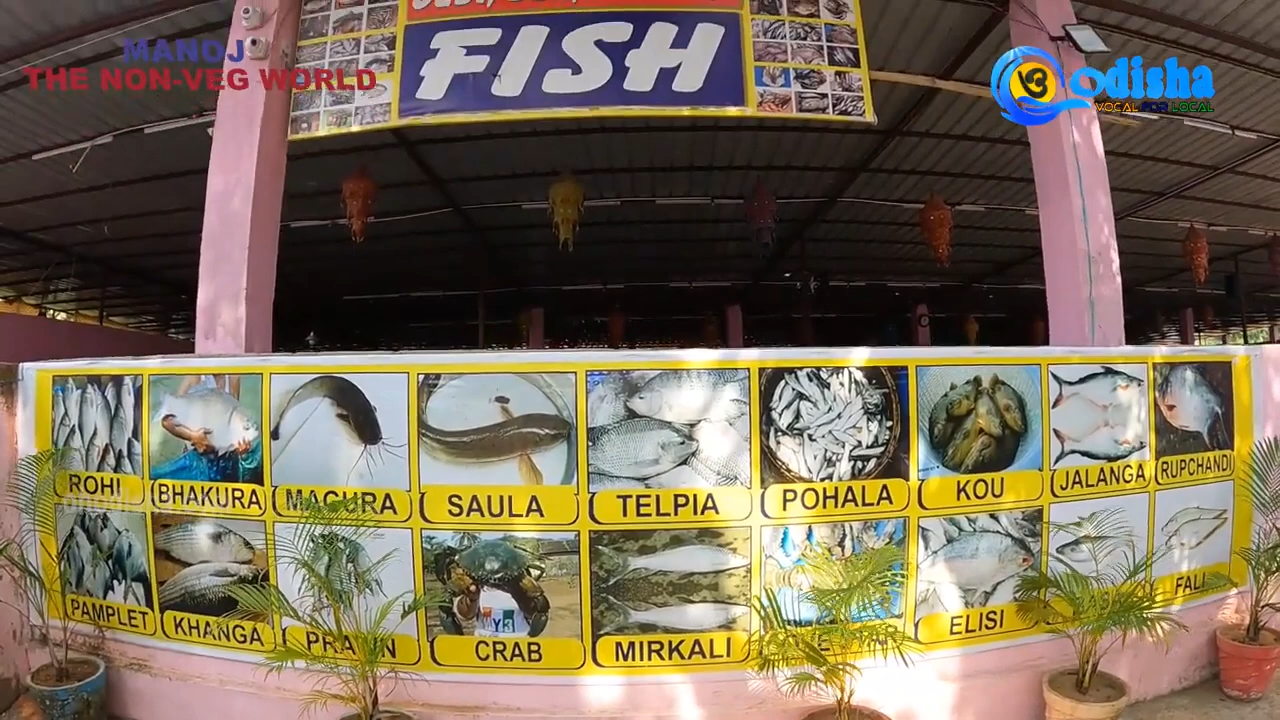 FISH
MANOJ
THE NON-VEG WORLD
odisha
VOCAL FOR LOCAL
ROHI
BHAKURA
MAGURA
SAULA
TELPIA
POHALA
KOU
JALANGA
RUPCHANDI
PAMPLET
KHANGA
CRAB
MIRKALI
ELISI
FALI